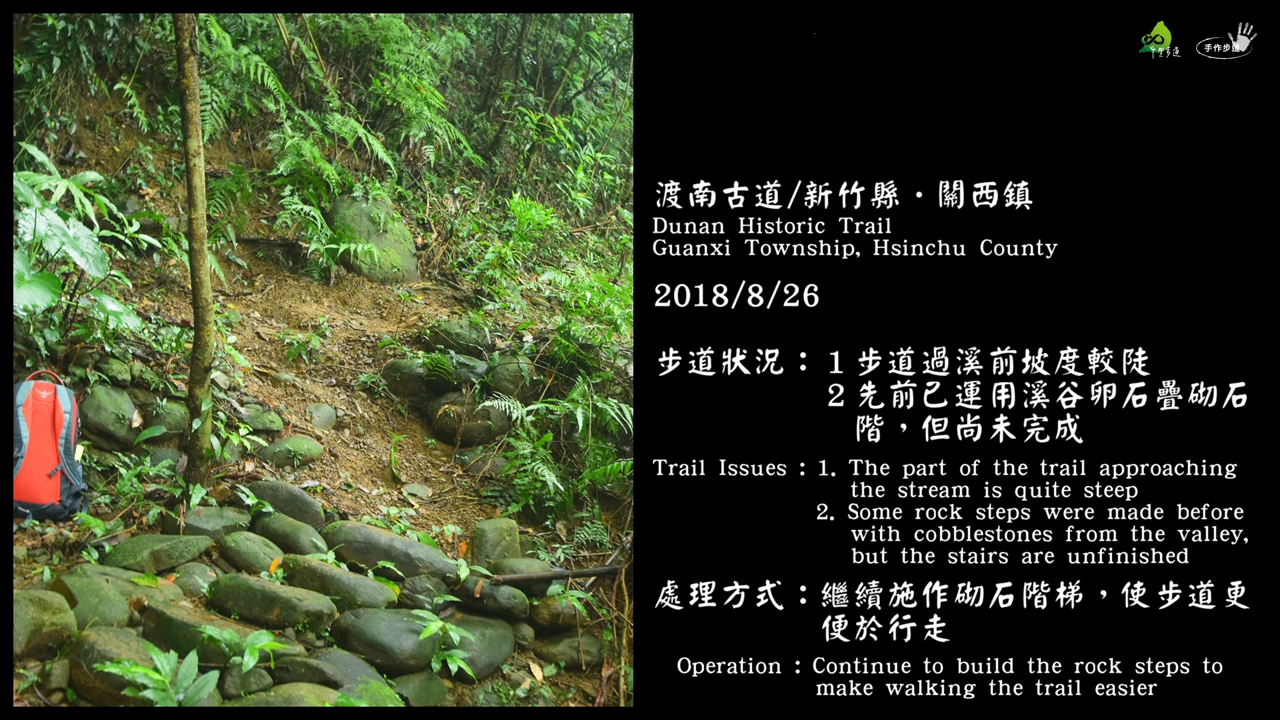 千里步道
手作步道
渡南古道/新竹縣・關西鎮
Dunan Historic Trail
Guanxi Township, Hsinchu County
2018/8/26
步道狀況：1 步道過溪前坡度較陡
2 先前已運用溪谷卵石疊砌石
階，但尚未完成
Trail Issues : 1. The part of the trail approaching
the stream is quite steep
2. Some rock steps were made before
with cobblestones from the valley,
but the stairs are unfinished
處理方式：繼續施作砌石階梯，使步道更
便於行走
Operation : Continue to build the rock steps to
make walking the trail easier